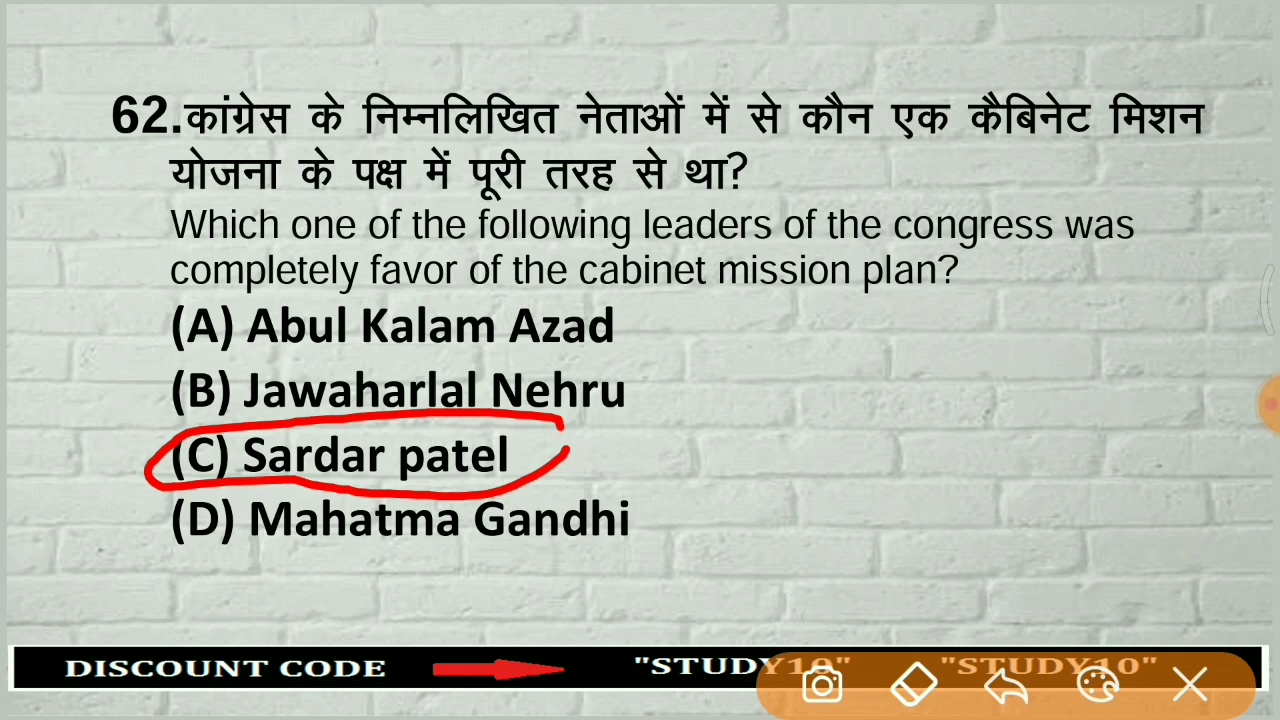 62.कांग्रेस के निम्नलिखित नेताओं में से कौन एक कैबिनेट मिशन
योजना के पक्ष में पूरी तरह से था?
Which one of the following leaders of the congress was
completely favor of the cabinet mission plan?
(A) Abul Kalam Azad
(B) Jawaharlal Nehru
(C) Sardar patel
(D) Mahatma Gandhi
DISCOUNT CODE "STUDY10" "STUDY10"